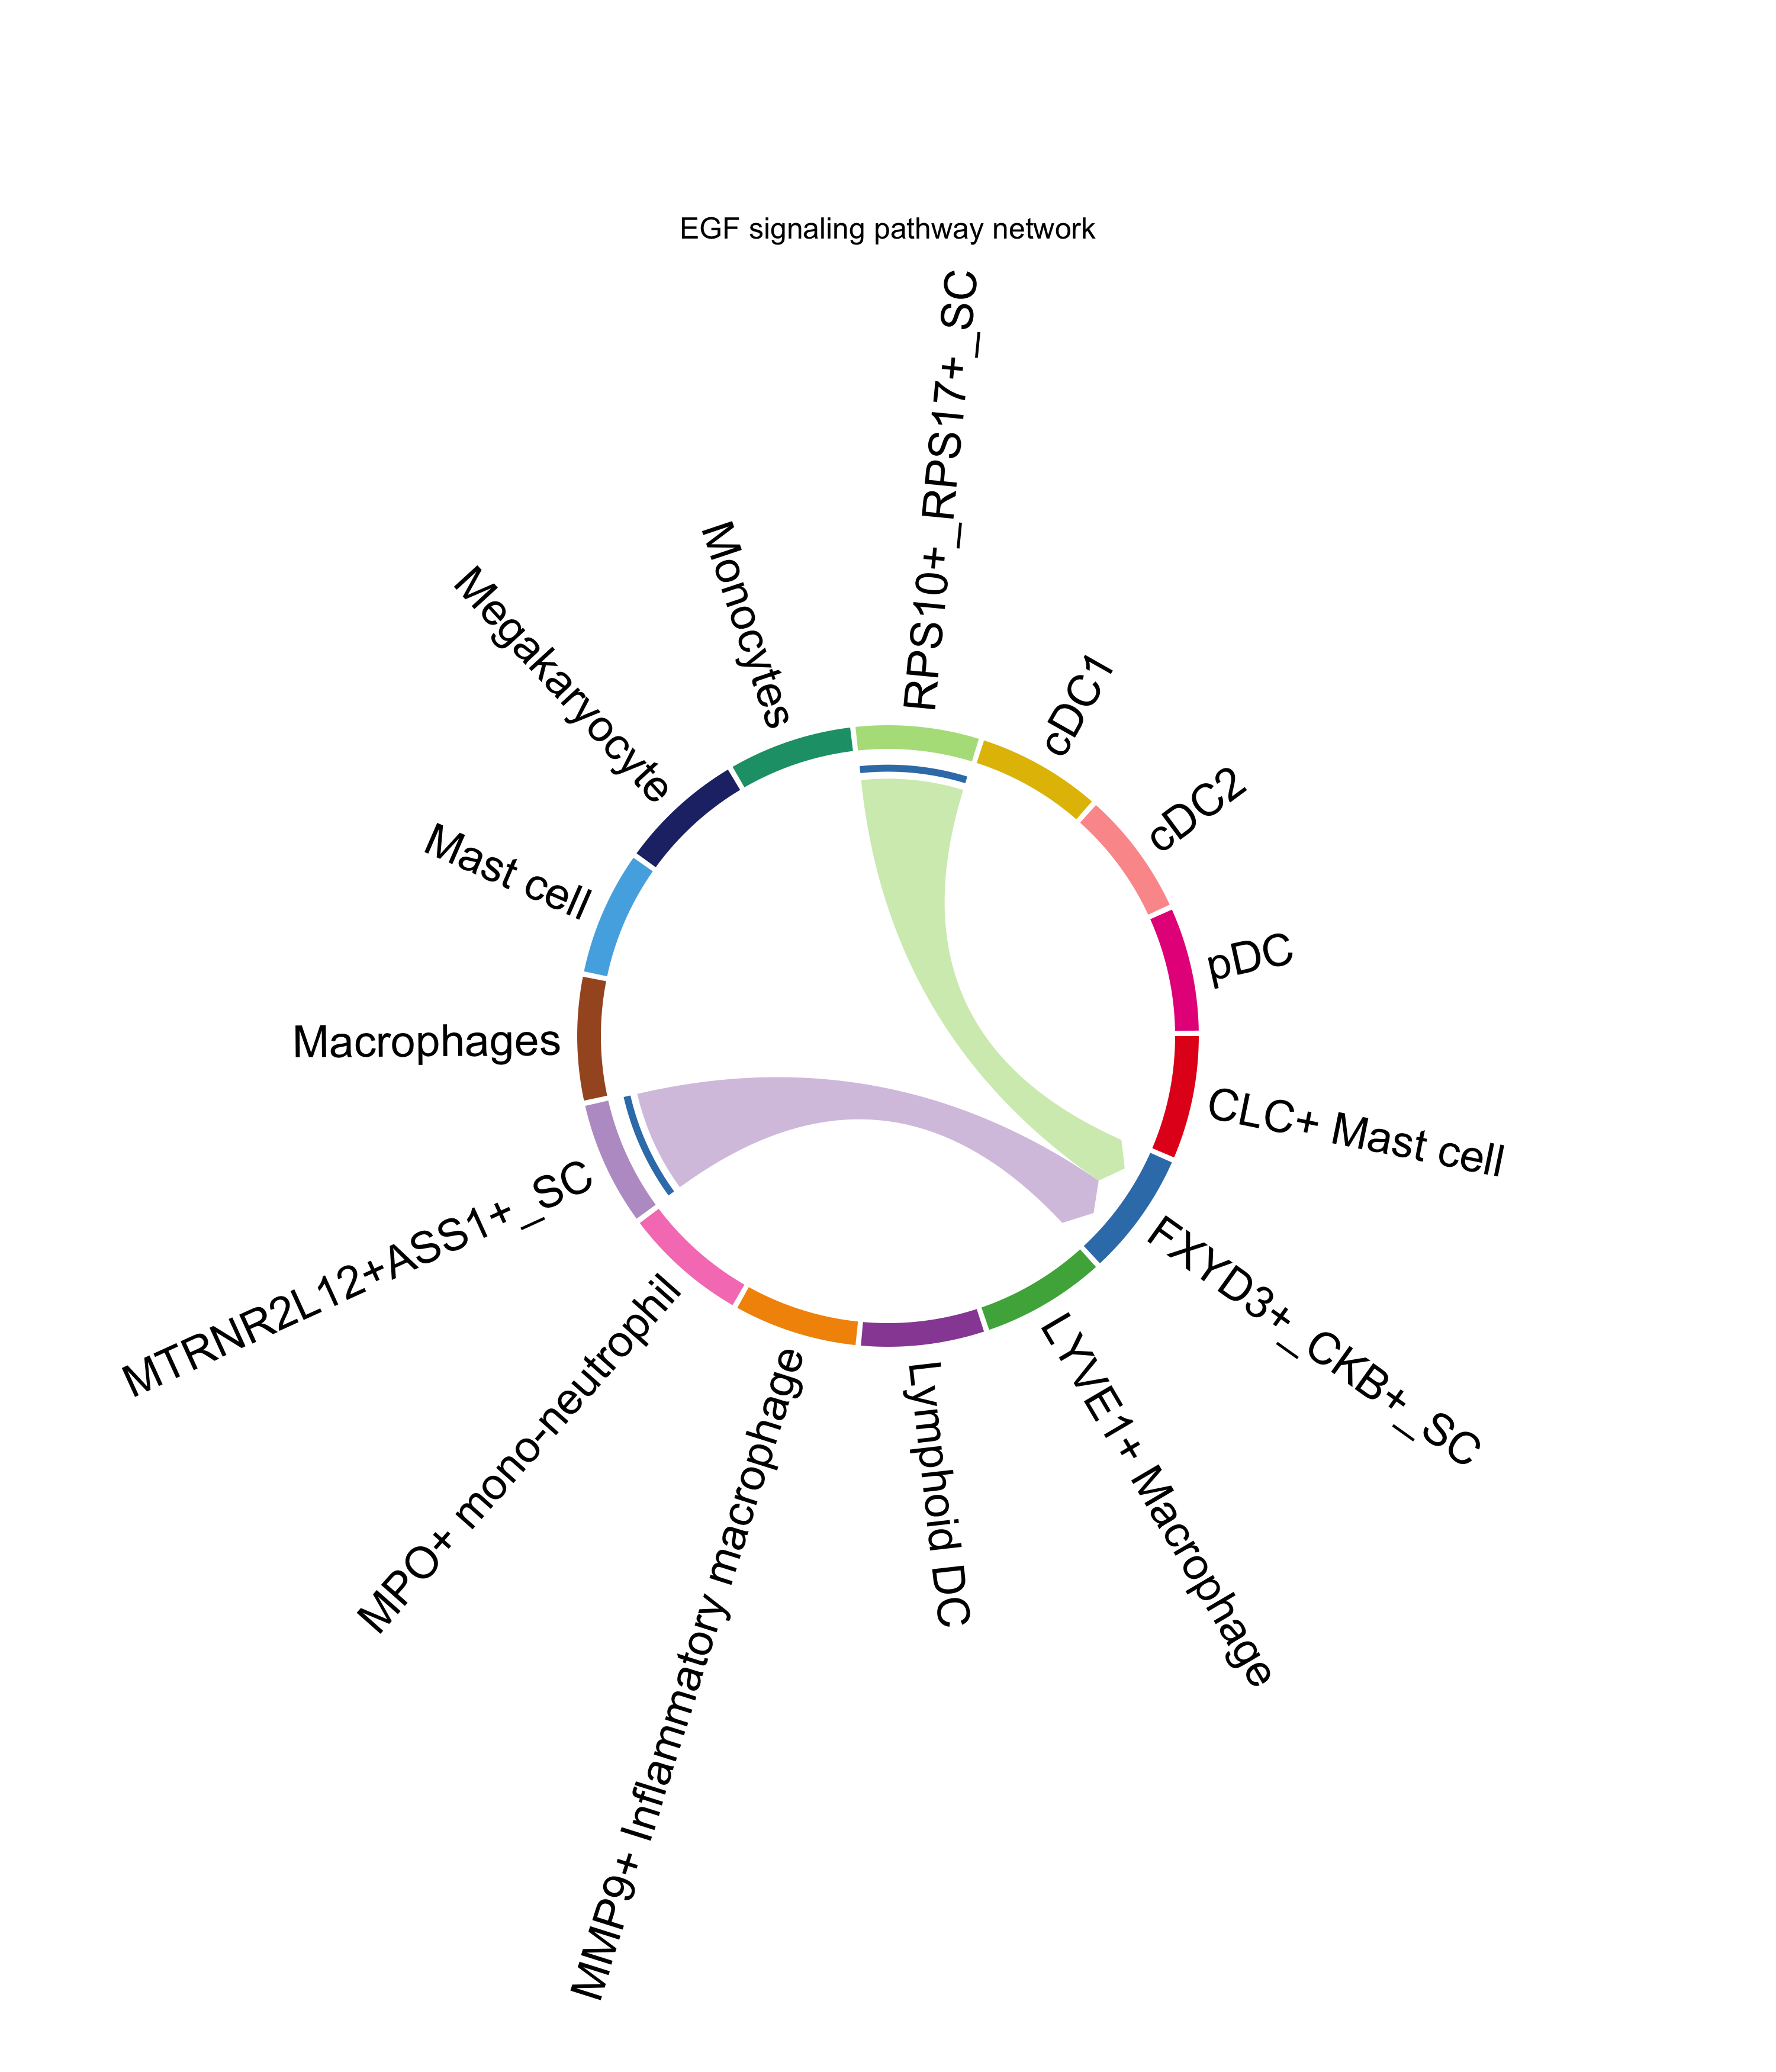 EGF signaling pathway network
RPS10+_RPS17+_SC
cDC1
cDC2
pDC
CLC+ Mast cell
FXYD3+_CKB+_SC
LYVE1+ Macrophage
Lymphoid DC
MMP9+ Inflammatory macrophage
MPO+ mono-neutrophil
MTRNR2L12+ASS1+_SC
Macrophages
Mast cell
Megakaryocyte
Monocytes